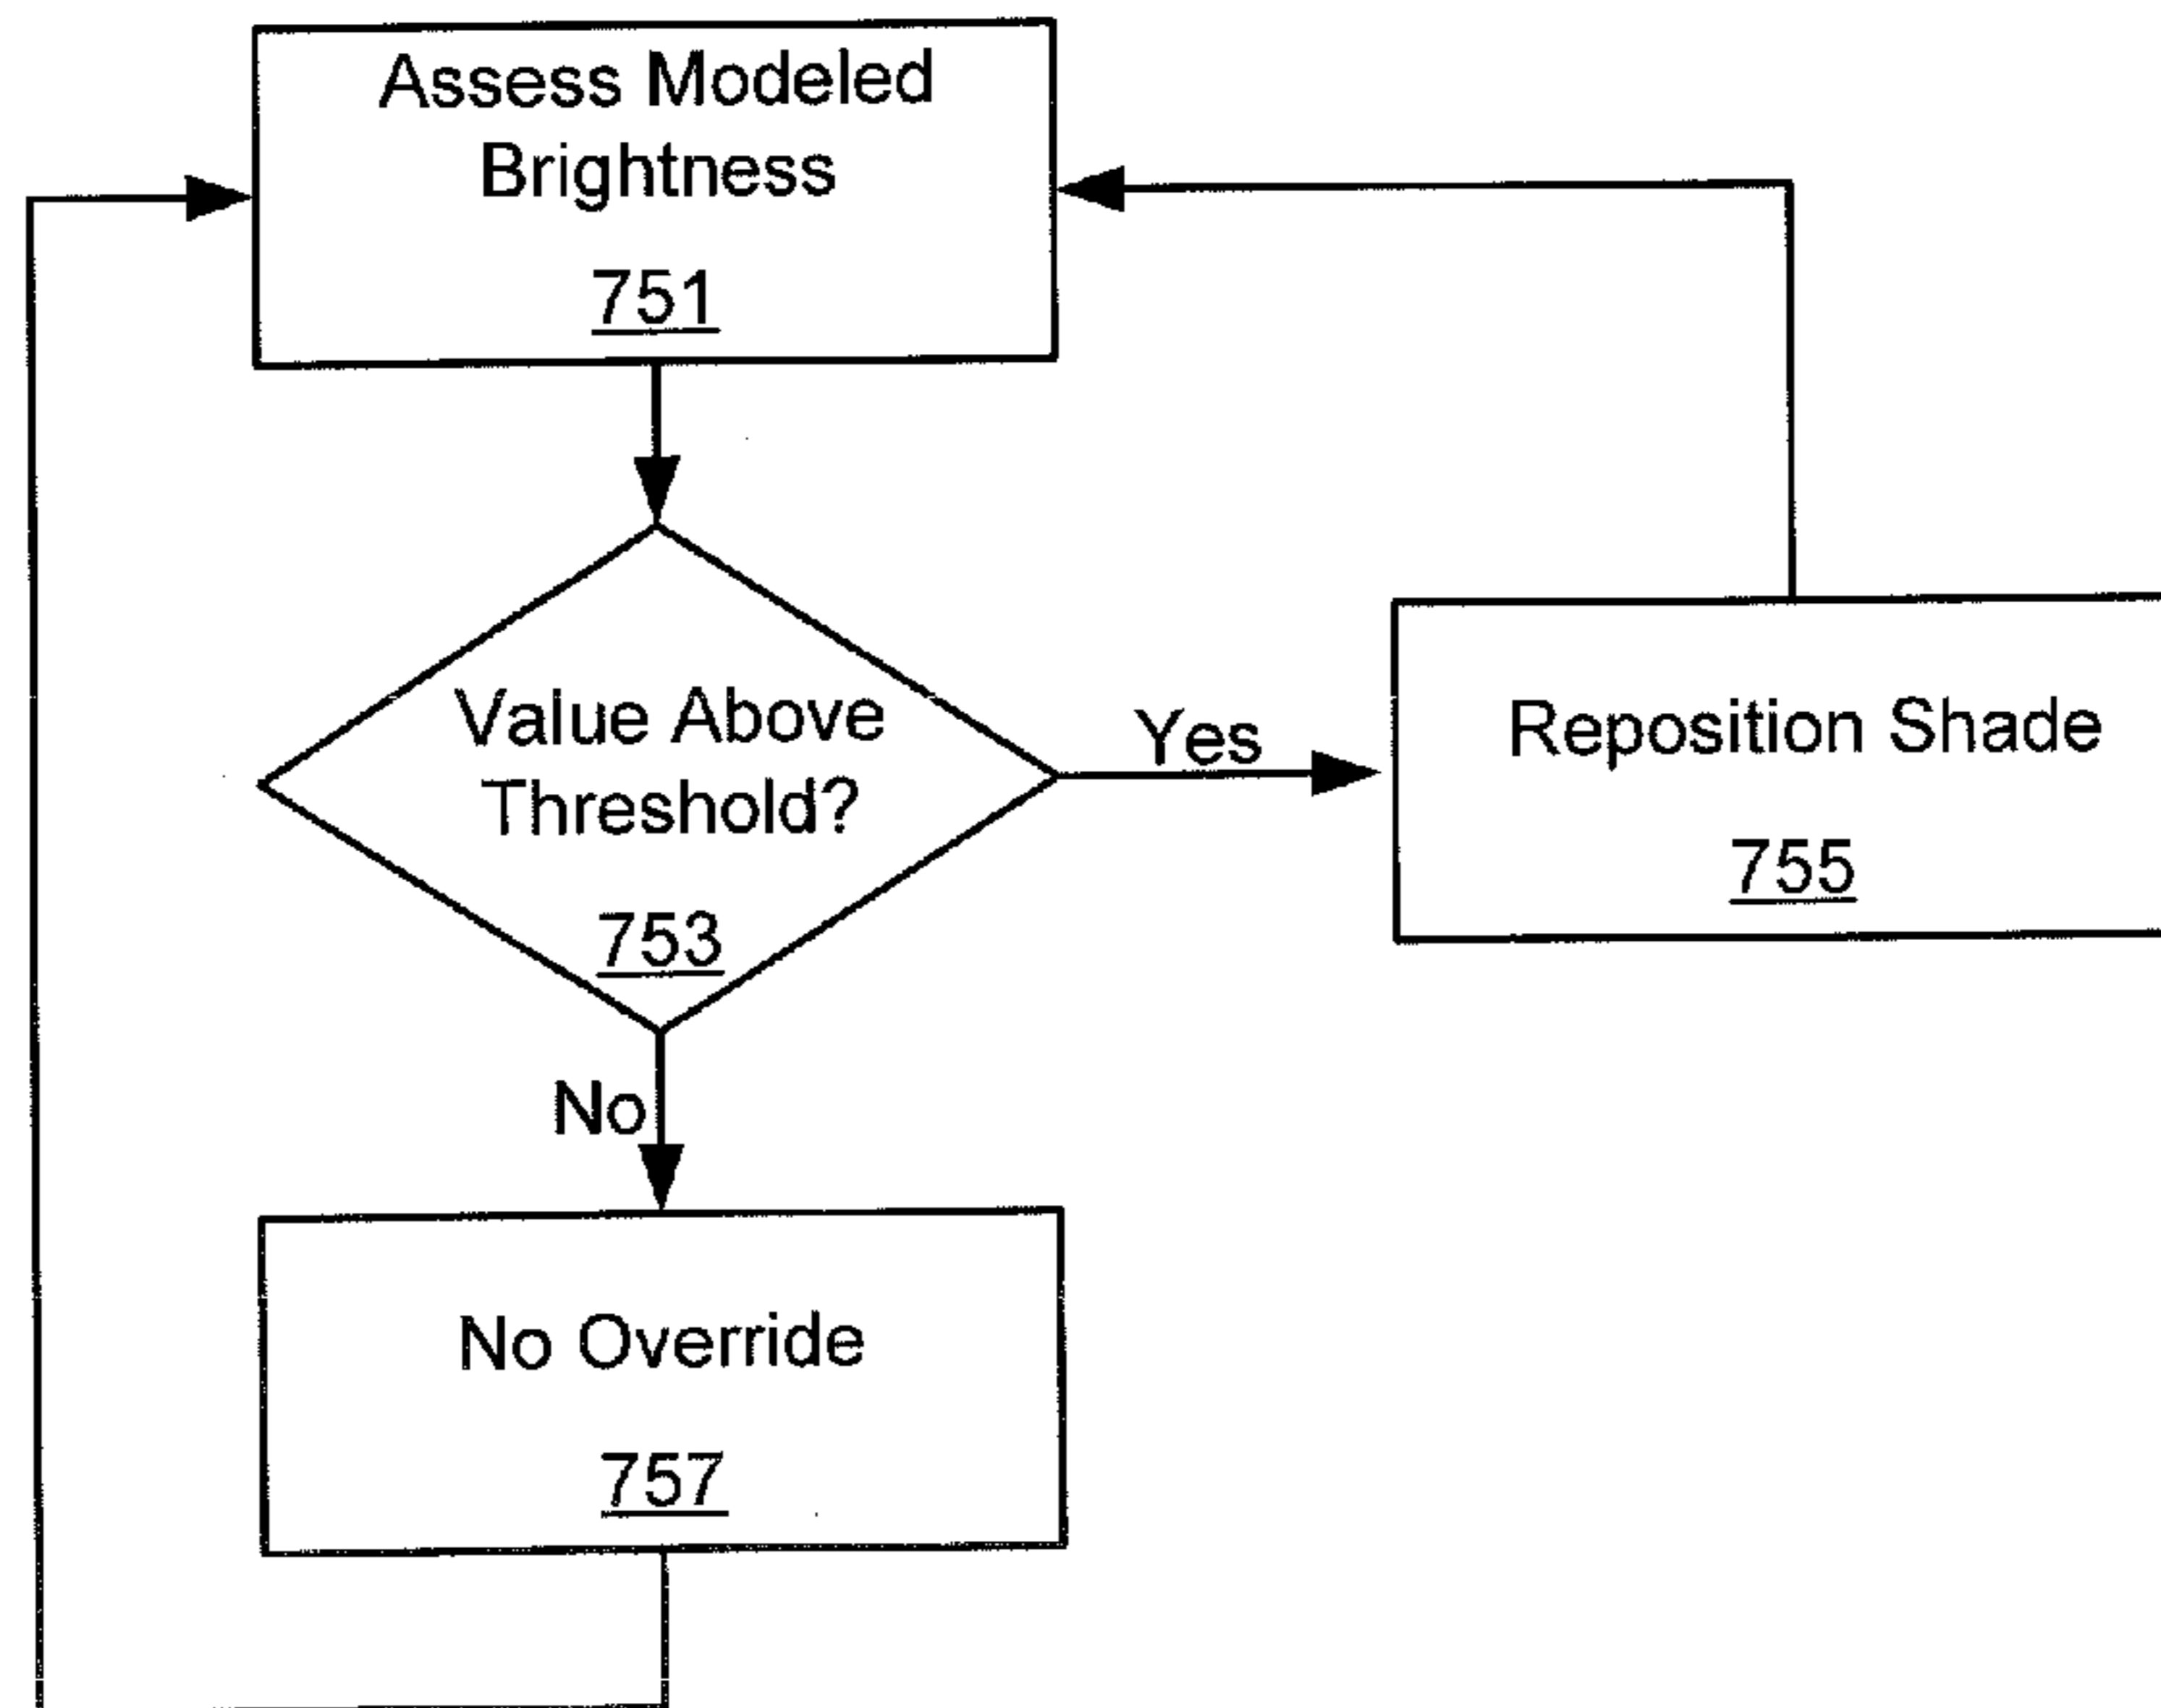 Assess Modeled
Brightness
751
Value Above
Threshold?
753
Yes
Reposition Shade
755
No
No Override
757